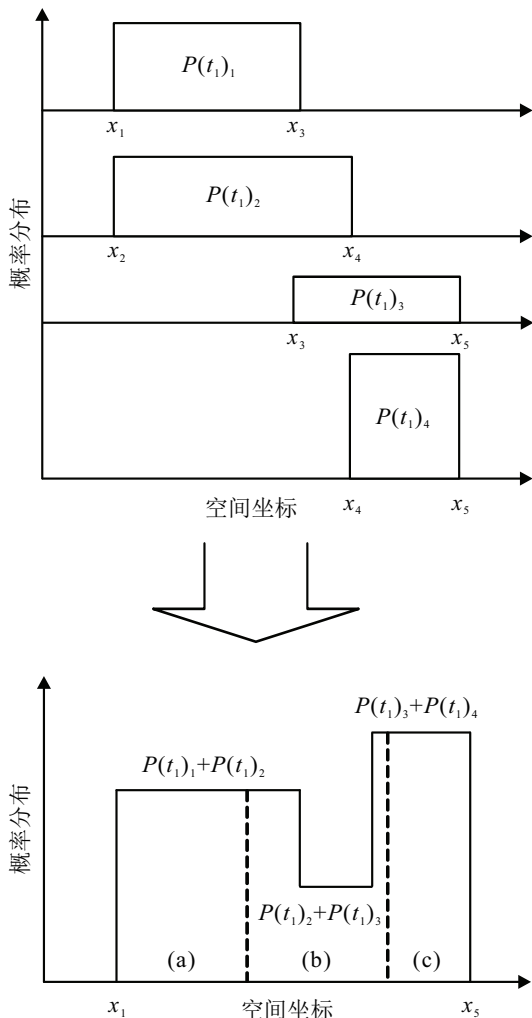 P(t₁)₁
x₁ x₃
P(t₁)₂
x₂ x₄
概率分布
P(t₁)₃
x₃ x₅
P(t₁)₄
空间坐标 x₄ x₅
P(t₁)₃+P(t₁)₄
P(t₁)₁+P(t₁)₂
概率分布
P(t₁)₂+P(t₁)₃
(a) (b) (c)
x₁ 空间坐标 x₅